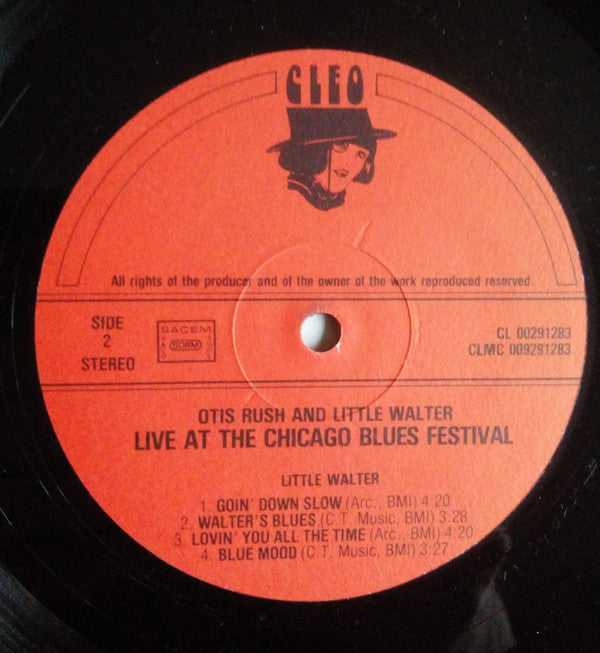 CLEO
All rights of the producer and of the owner of the work reproduced reserved.
SIDE
2
STEREO
SACEM
SDRM
CL 00291283
CLMC 009291283
OTIS RUSH AND LITTLE WALTER
LIVE AT THE CHICAGO BLUES FESTIVAL
LITTLE WALTER
1. GOIN' DOWN SLOW (Arc., BMI) 4:20
2. WALTER'S BLUES (C.T. Music, BMI) 3:28
3. LOVIN' YOU ALL THE TIME (Arc., BMI) 4:20
4. BLUE MOOD (C.T. Music, BMI) 3:27